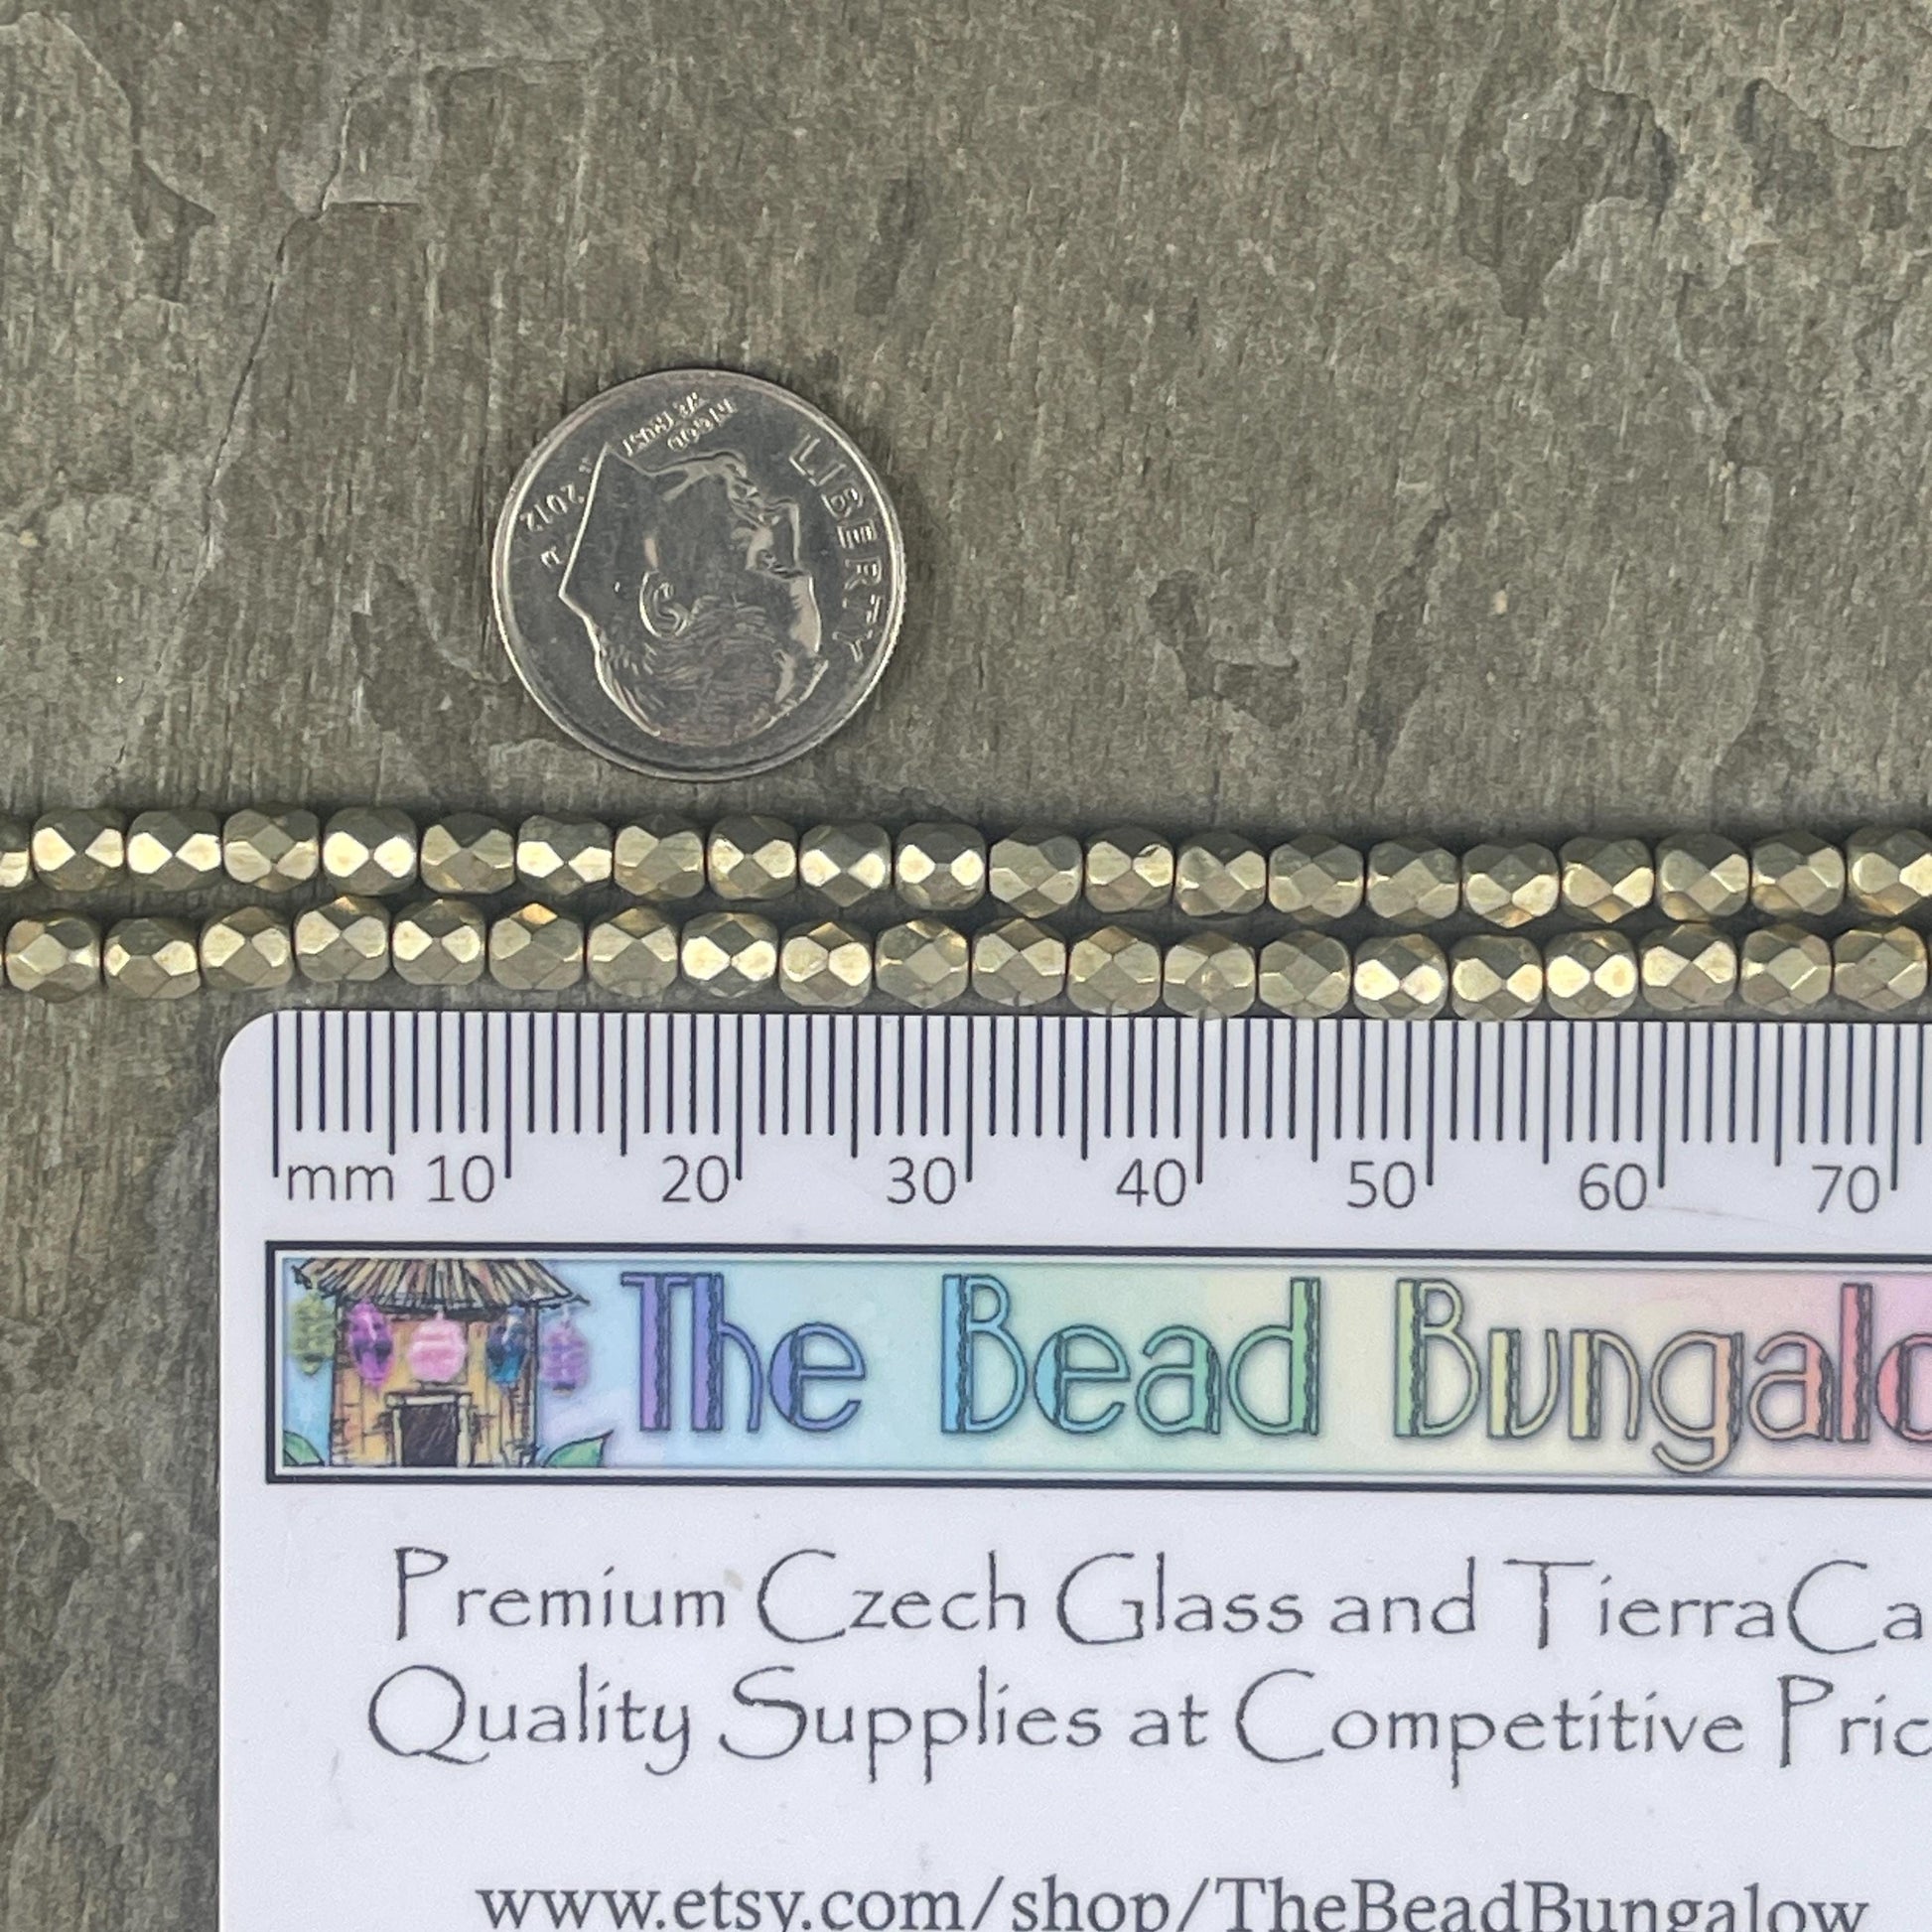 IN GOD
WE TRUST
LIBERTY
2012
P
mm 10 20 30 40 50 60 70
The Bead Bungalo
Premium Czech Glass and TierraCa
Quality Supplies at Competitive Pric
www.etsy.com/shop/TheBeadBungalow